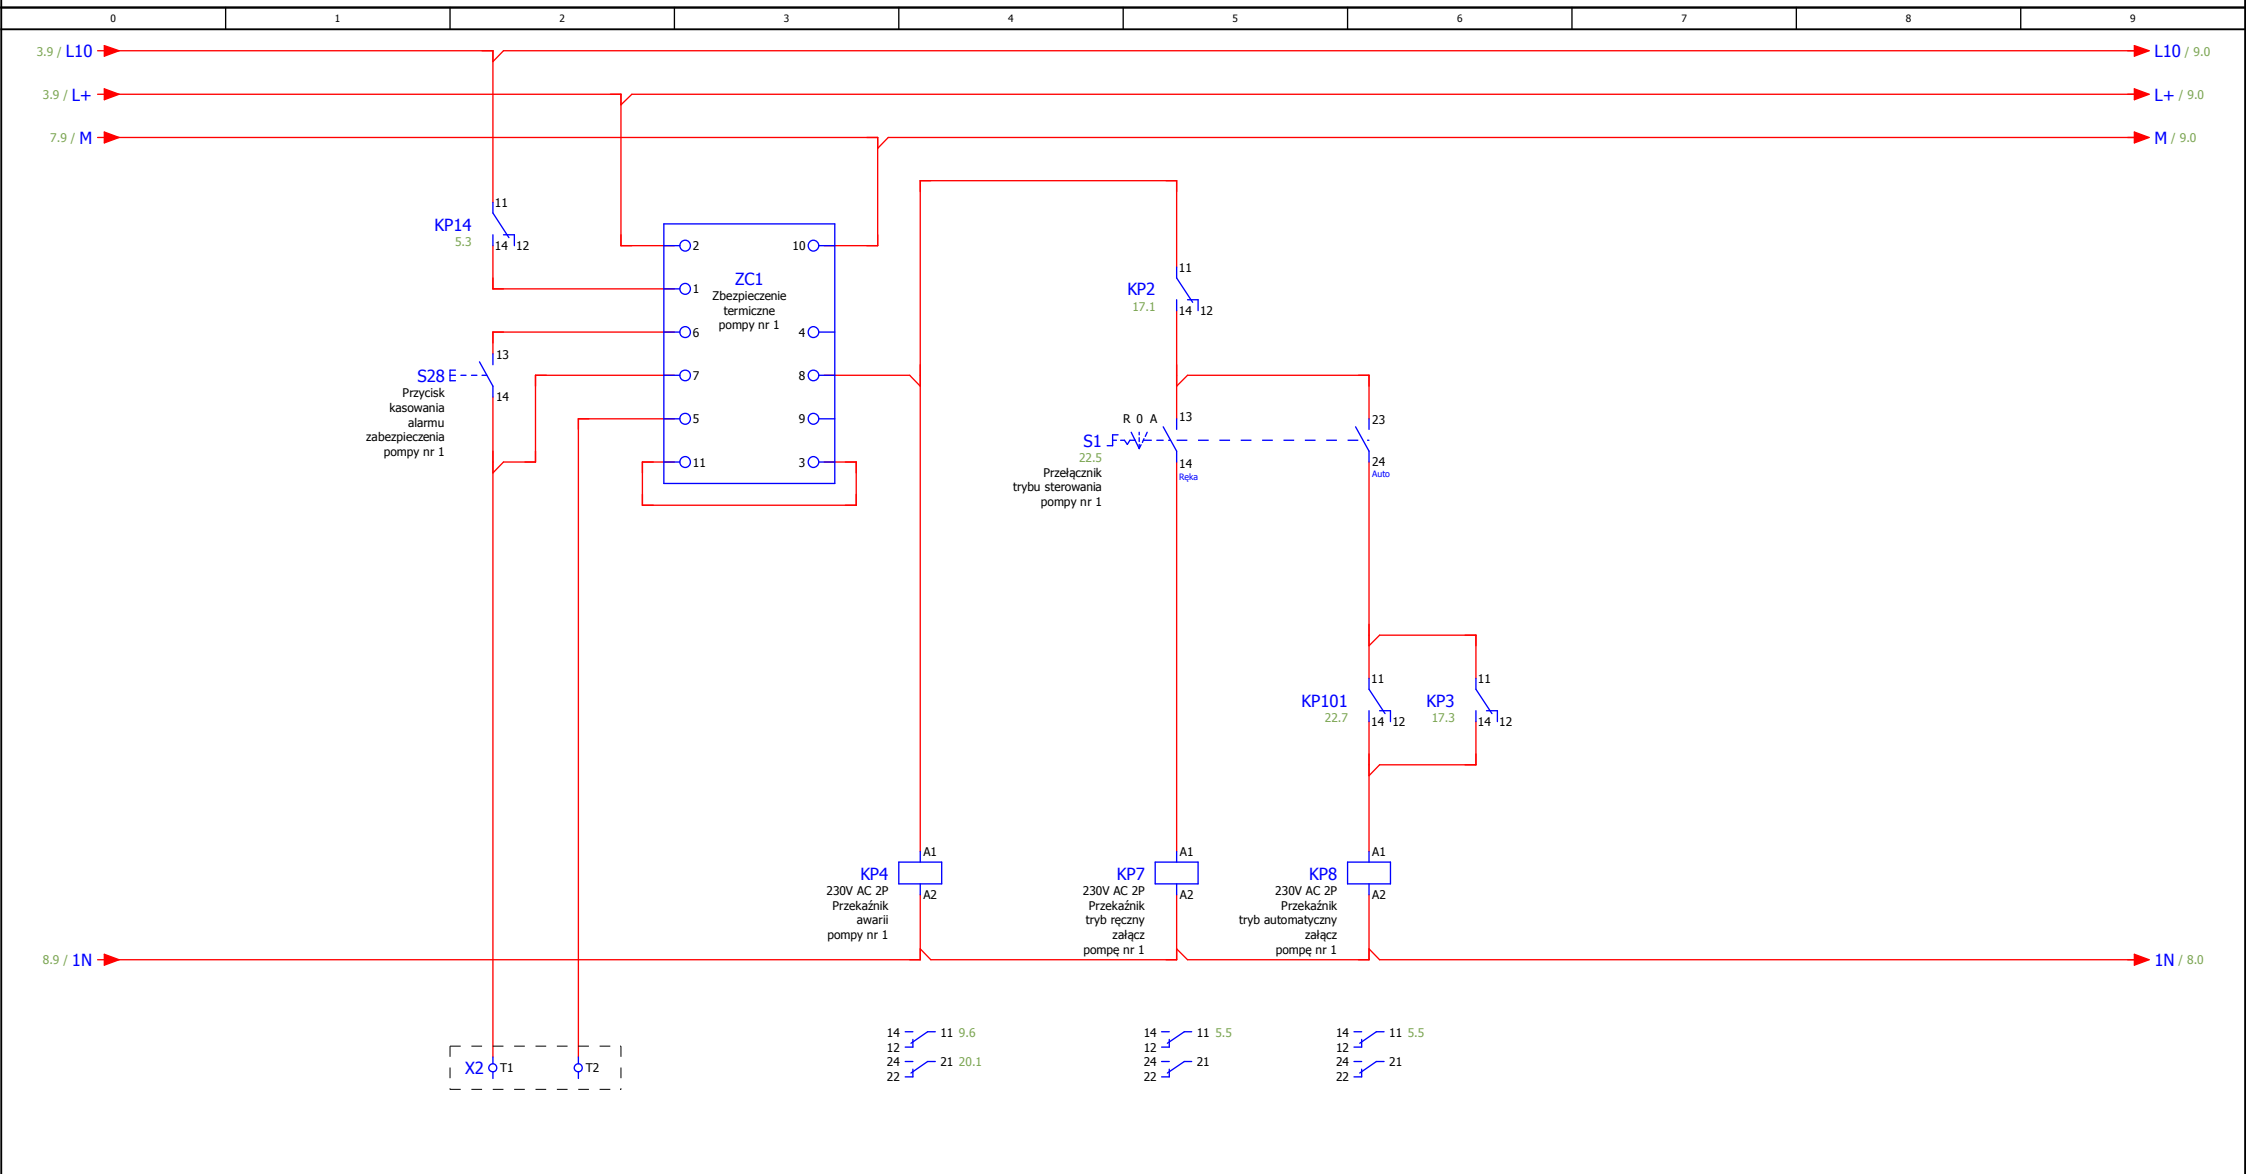 0 1 2 3 4 5 6 7 8 9
3.9 / L10
L10 / 9.0
3.9 / L+
L+ / 9.0
7.9 / M
M / 9.0
KP14
5.3
11
14 12
ZC1
Zbezpieczenie
termiczne
pompy nr 1
2
1
6
7
5
11
10
4
8
9
3
S28 E
13
14
Przycisk
kasowania
alarmu
zabezpieczenia
pompy nr 1
KP2
17.1
11
14 12
R 0 A
S1 F
22.5
Przełącznik
trybu sterowania
pompy nr 1
13
14
Ręka
23
24
Auto
KP101
22.7
11
14 12
KP3
17.3
11
14 12
KP4
230V AC 2P
Przekaźnik
awarii
pompy nr 1
A1
A2
KP7
230V AC 2P
Przekaźnik
tryb ręczny
załącz
pompę nr 1
A1
A2
KP8
230V AC 2P
Przekaźnik
tryb automatyczny
załącz
pompę nr 1
A1
A2
8.9 / 1N
1N / 8.0
X2 T1 T2
14 11 9.6
12
24 21 20.1
22
14 11 5.5
12
24 21
22
14 11 5.5
12
24 21
22